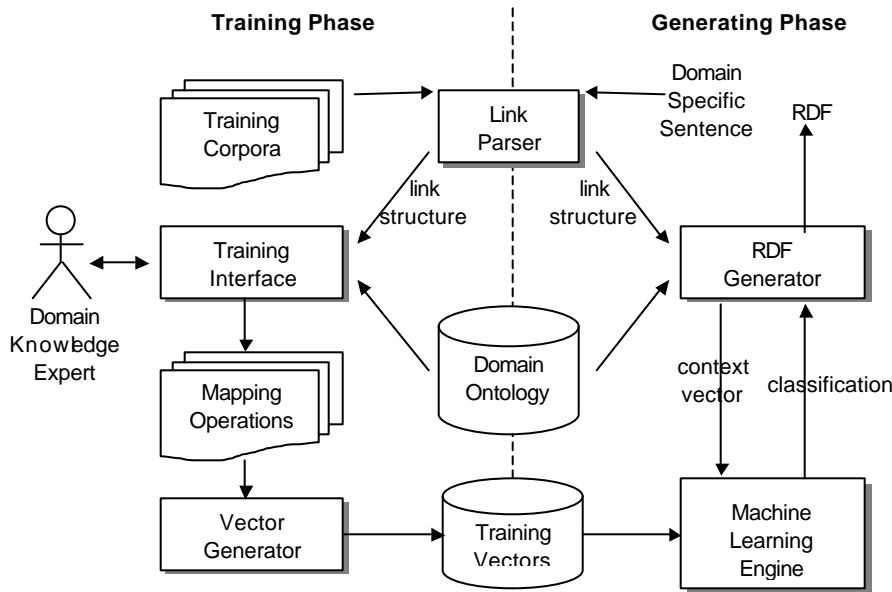 Training Phase
Generating Phase
Training
Corpora
Link
Parser
Domain
Specific
Sentence
RDF
link
structure
link
structure
Training
Interface
RDF
Generator
Domain
Knowledge
Expert
Domain
Ontology
context
vector
classification
Mapping
Operations
Vector
Generator
Training
Vectors
Machine
Learning
Engine